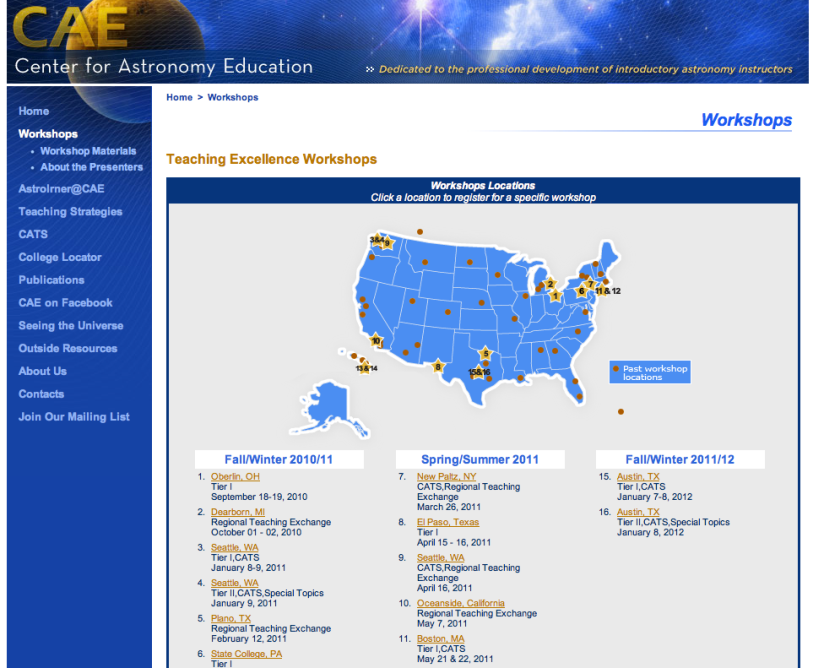 CAE
Center for Astronomy Education
>> Dedicated to the professional development of introductory astronomy instructors
Home
Workshops
• Workshop Materials
• About the Presenters
Astrolrner@CAE
Teaching Strategies
CATS
College Locator
Publications
CAE on Facebook
Seeing the Universe
Outside Resources
About Us
Contacts
Join Our Mailing List
Home > Workshops
Workshops
Teaching Excellence Workshops
Workshops Locations
Click a location to register for a specific workshop
3&4 9
2
1
7
6
11 & 12
10
13&14
8
5
15&16
Past workshop
locations
Fall/Winter 2010/11
1. Oberlin, OH
Tier I
September 18-19, 2010
2. Dearborn, MI
Regional Teaching Exchange
October 01 - 02, 2010
3. Seattle, WA
Tier I,CATS
January 8-9, 2011
4. Seattle, WA
Tier II,CATS,Special Topics
January 9, 2011
5. Plano, TX
Regional Teaching Exchange
February 12, 2011
6. State College, PA
Tier I
Spring/Summer 2011
7. New Paltz, NY
CATS,Regional Teaching
Exchange
March 26, 2011
8. El Paso, Texas
Tier I
April 15 - 16, 2011
9. Seattle, WA
CATS,Regional Teaching
Exchange
April 16, 2011
10. Oceanside, California
Regional Teaching Exchange
May 7, 2011
11. Boston, MA
Tier I,CATS
May 21 & 22, 2011
Fall/Winter 2011/12
15. Austin, TX
Tier I,CATS
January 7-8, 2012
16. Austin, TX
Tier II,CATS,Special Topics
January 8, 2012